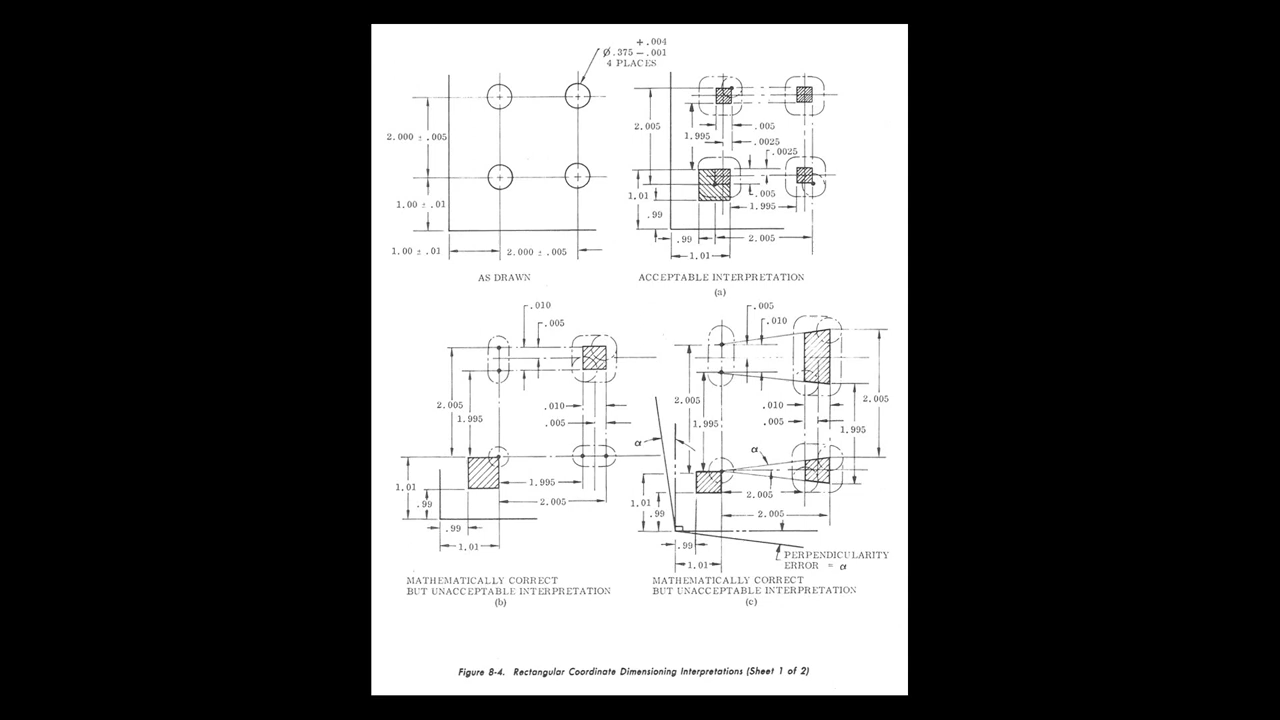 +.004
Ø.375 −.001
4 PLACES
2.000 ± .005
1.00 ± .01
1.00 ± .01
2.000 ± .005
AS DRAWN
2.005
1.995
.005
.0025
.0025
1.01
.99
.005
1.995
.99
2.005
1.01
ACCEPTABLE INTERPRETATION
(a)
.010
.005
2.005
1.995
.010
.005
1.01
.99
1.995
2.005
.99
1.01
MATHEMATICALLY CORRECT
BUT UNACCEPTABLE INTERPRETATION
(b)
.005
.010
2.005
2.005
.010
.005
1.995
1.995
α
α
1.01
.99
2.005
2.005
.99
1.01
PERPENDICULARITY
ERROR = α
MATHEMATICALLY CORRECT
BUT UNACCEPTABLE INTERPRETATION
(c)
Figure 8-4. Rectangular Coordinate Dimensioning Interpretations (Sheet 1 of 2)